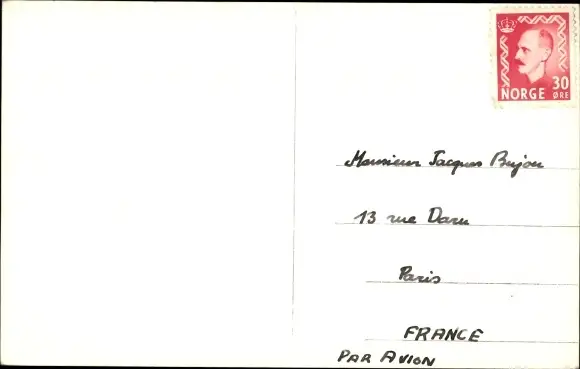 NORGE 30 ØRE
Monsieur Jacques Bujon
13 rue Daru
Paris
FRANCE
PAR AVION